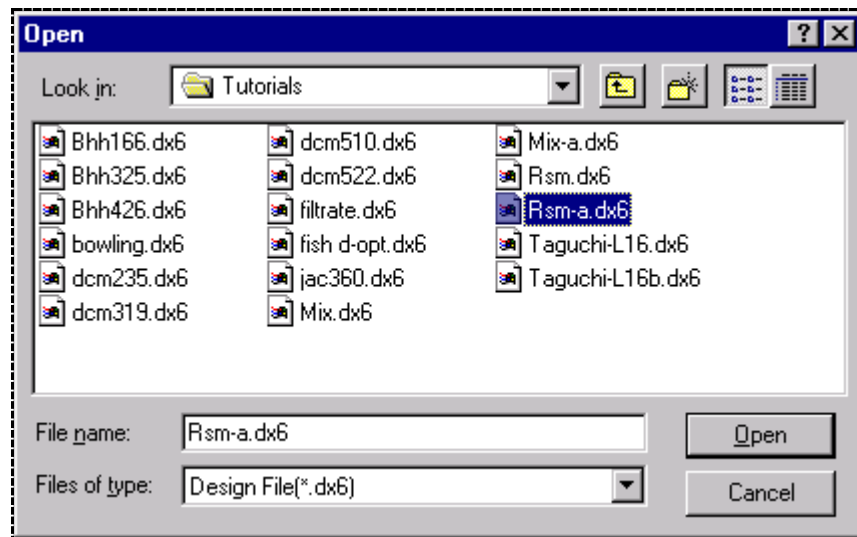 Open
Look in: Tutorials
Bhh166.dx6 dcm510.dx6 Mix-a.dx6
Bhh325.dx6 dcm522.dx6 Rsm.dx6
Bhh426.dx6 filtrate.dx6 Rsm-a.dx6
bowling.dx6 fish d-opt.dx6 Taguchi-L16.dx6
dcm235.dx6 jac360.dx6 Taguchi-L16b.dx6
dcm319.dx6 Mix.dx6
File name: Rsm-a.dx6 Open
Files of type: Design File(*.dx6) Cancel